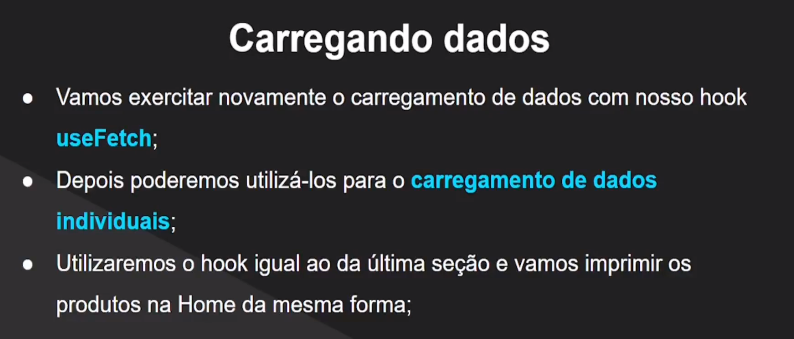 Carregando dados
● Vamos exercitar novamente o carregamento de dados com nosso hook
useFetch;
● Depois poderemos utilizá-los para o carregamento de dados
individuais;
● Utilizaremos o hook igual ao da última seção e vamos imprimir os
produtos na Home da mesma forma;